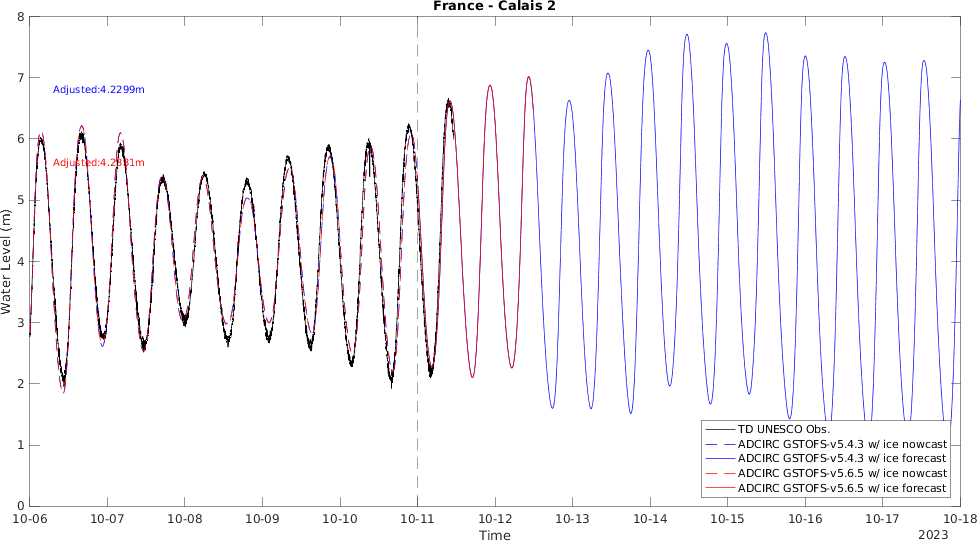 France - Calais 2
8
7
6
5
4
3
2
1
0
Water Level (m)
Adjusted:4.2299m
TD UNESCO Obs.
ADCIRC GSTOFS-v5.4.3 w/ ice nowcast
ADCIRC GSTOFS-v5.4.3 w/ ice forecast
ADCIRC GSTOFS-v5.6.5 w/ ice nowcast
ADCIRC GSTOFS-v5.6.5 w/ ice forecast
10-06 10-07 10-08 10-09 10-10 10-11 10-12 10-13 10-14 10-15 10-16 10-17 10-18
Time
2023